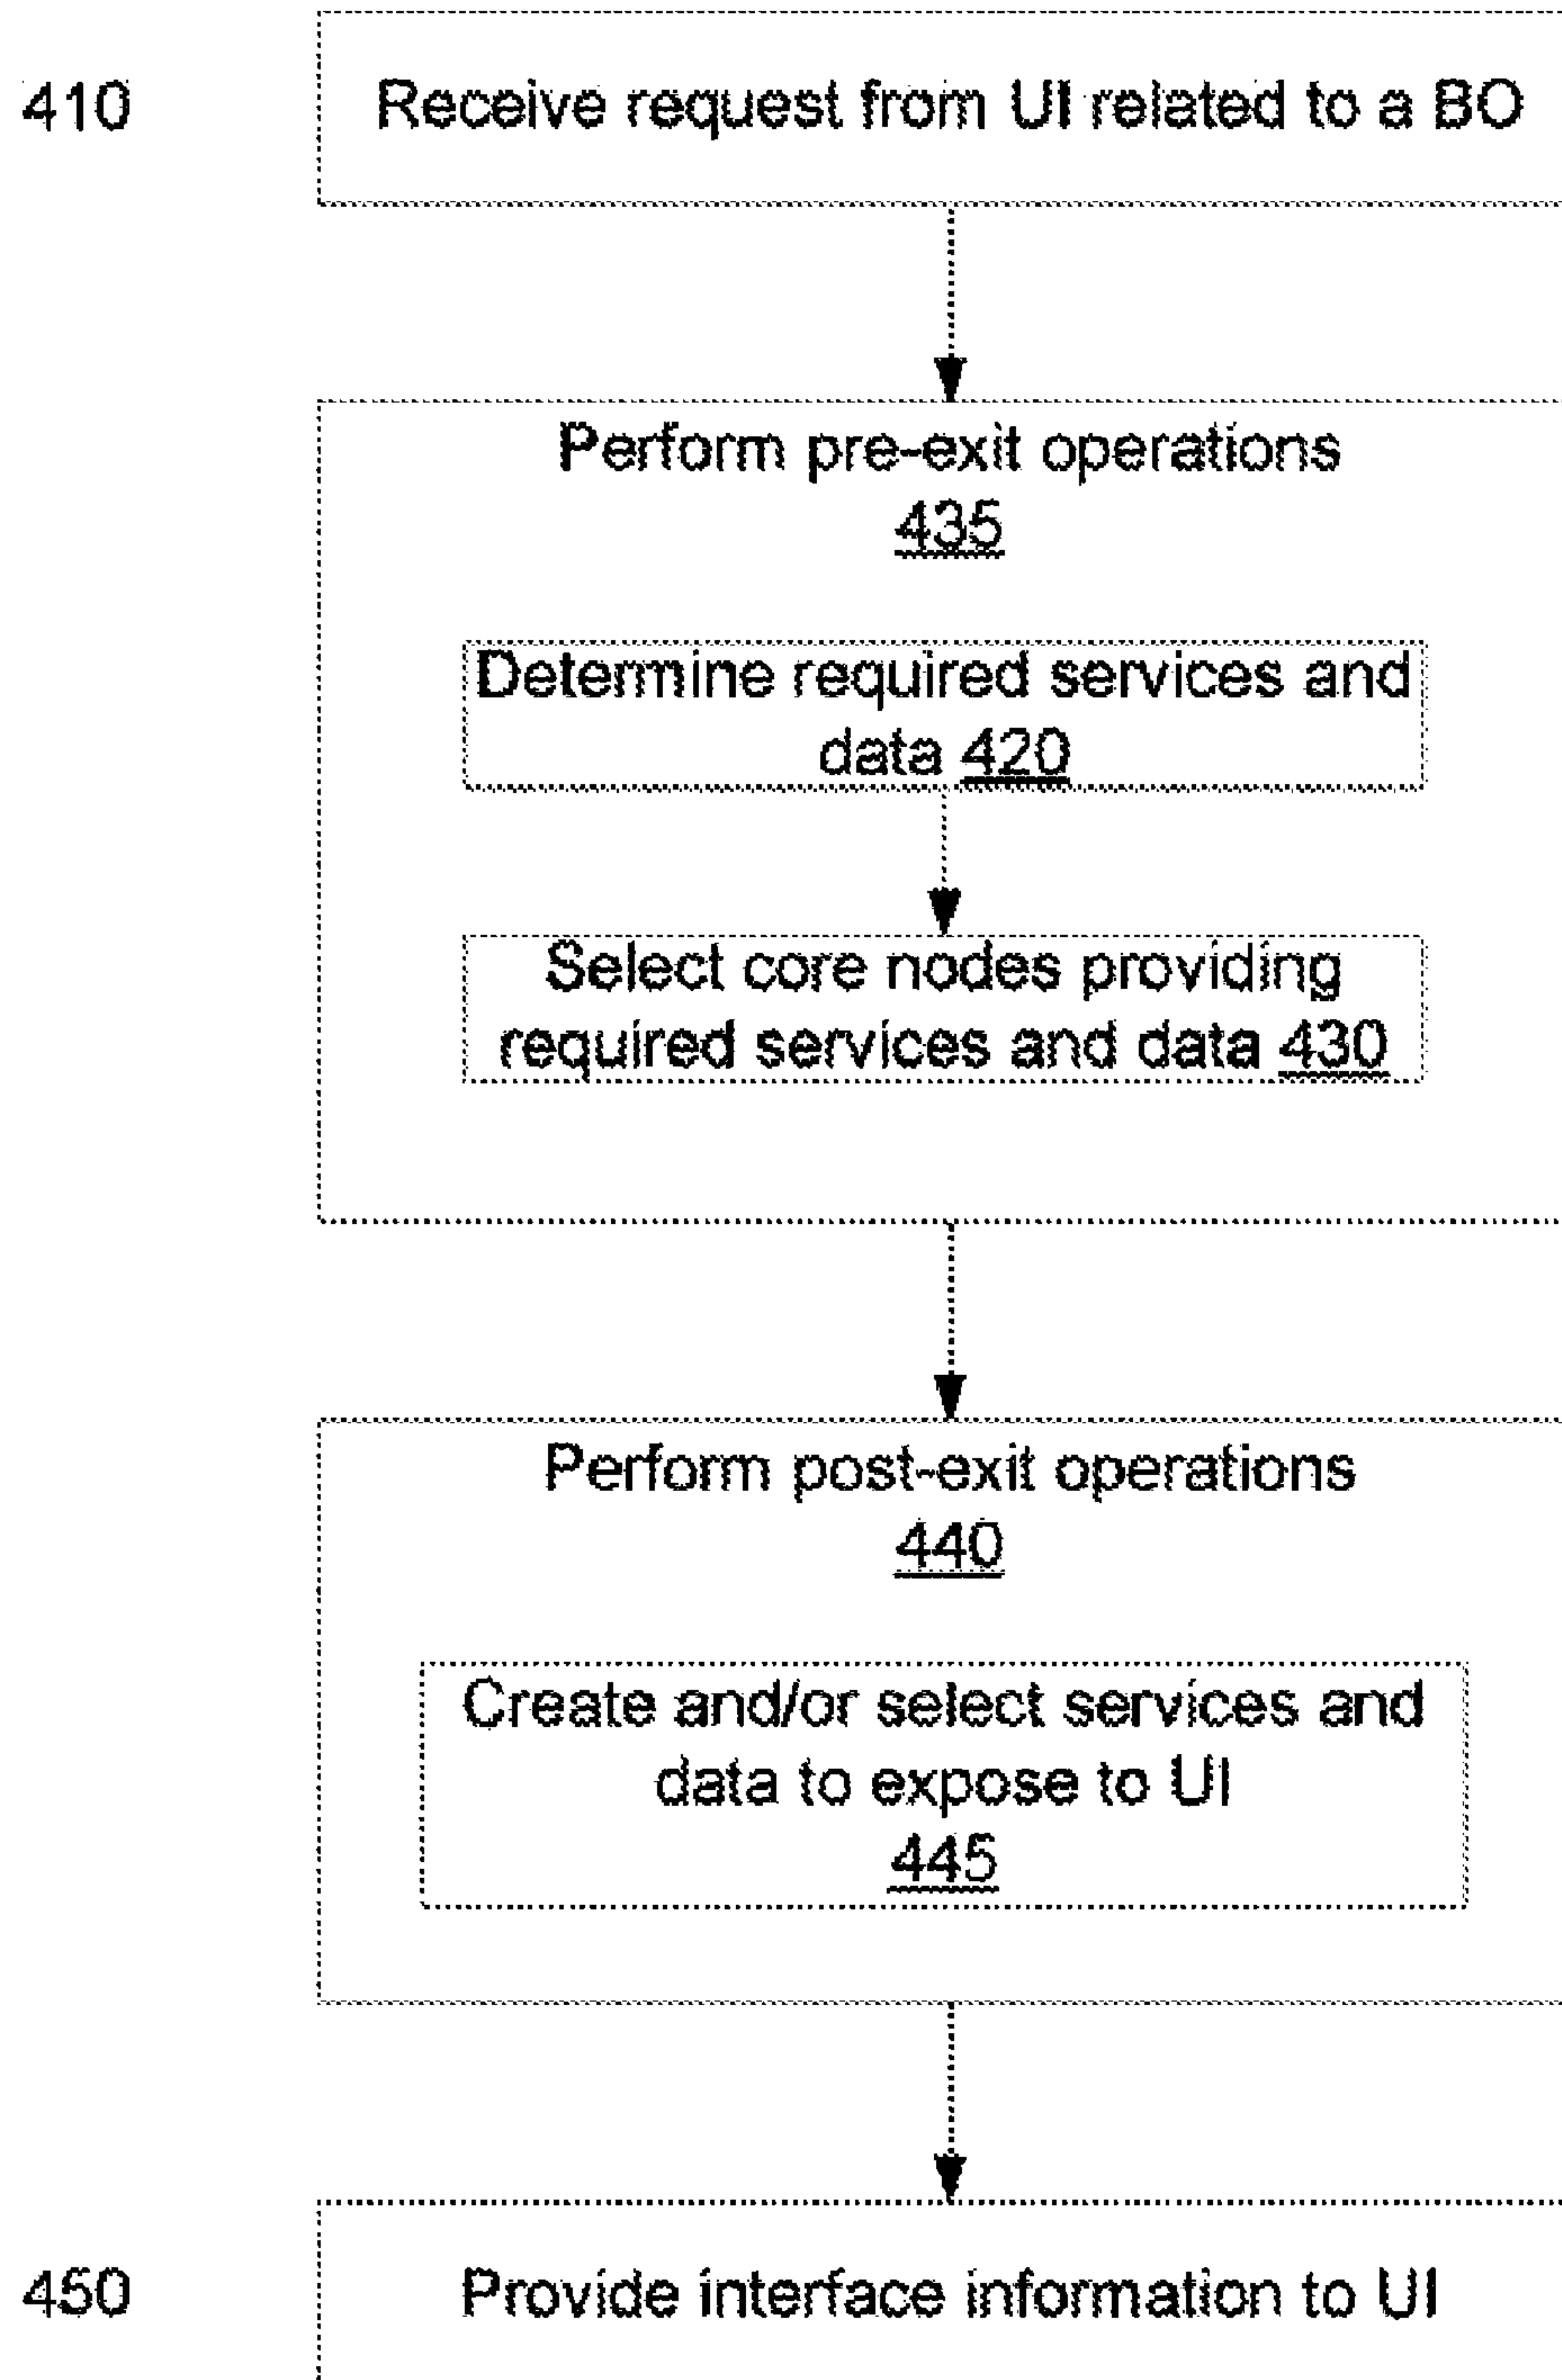 410
Receive request from UI related to a BO
Perform pre-exit operations
435
Determine required services and
data 420
Select core nodes providing
required services and data 430
Perform post-exit operations
440
Create and/or select services and
data to expose to UI
445
450
Provide interface information to UI